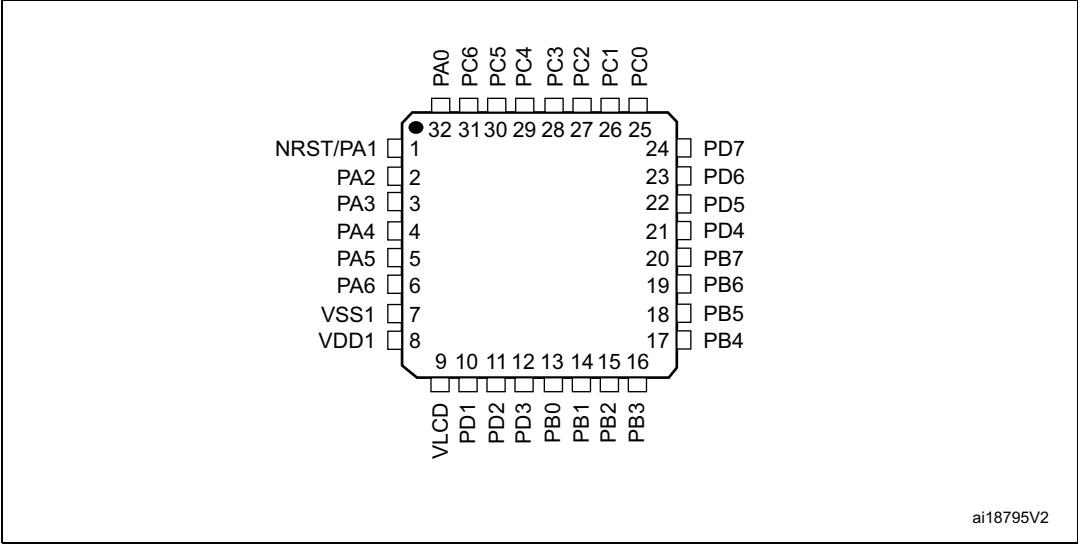 PA0 PC6 PC5 PC4 PC3 PC2 PC1 PC0
32 31 30 29 28 27 26 25
NRST/PA1 1 24 PD7
PA2 2 23 PD6
PA3 3 22 PD5
PA4 4 21 PD4
PA5 5 20 PB7
PA6 6 19 PB6
VSS1 7 18 PB5
VDD1 8 17 PB4
9 10 11 12 13 14 15 16
VLCD PD1 PD2 PD3 PB0 PB1 PB2 PB3
ai18795V2